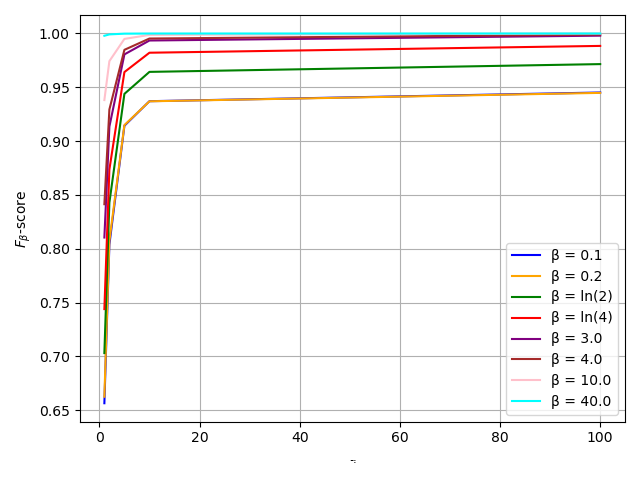 1.00
0.95
0.90
0.85
0.80
0.75
0.70
0.65
Fβ-score
0 20 40 60 80 100
β = 0.1
β = 0.2
β = ln(2)
β = ln(4)
β = 3.0
β = 4.0
β = 10.0
β = 40.0